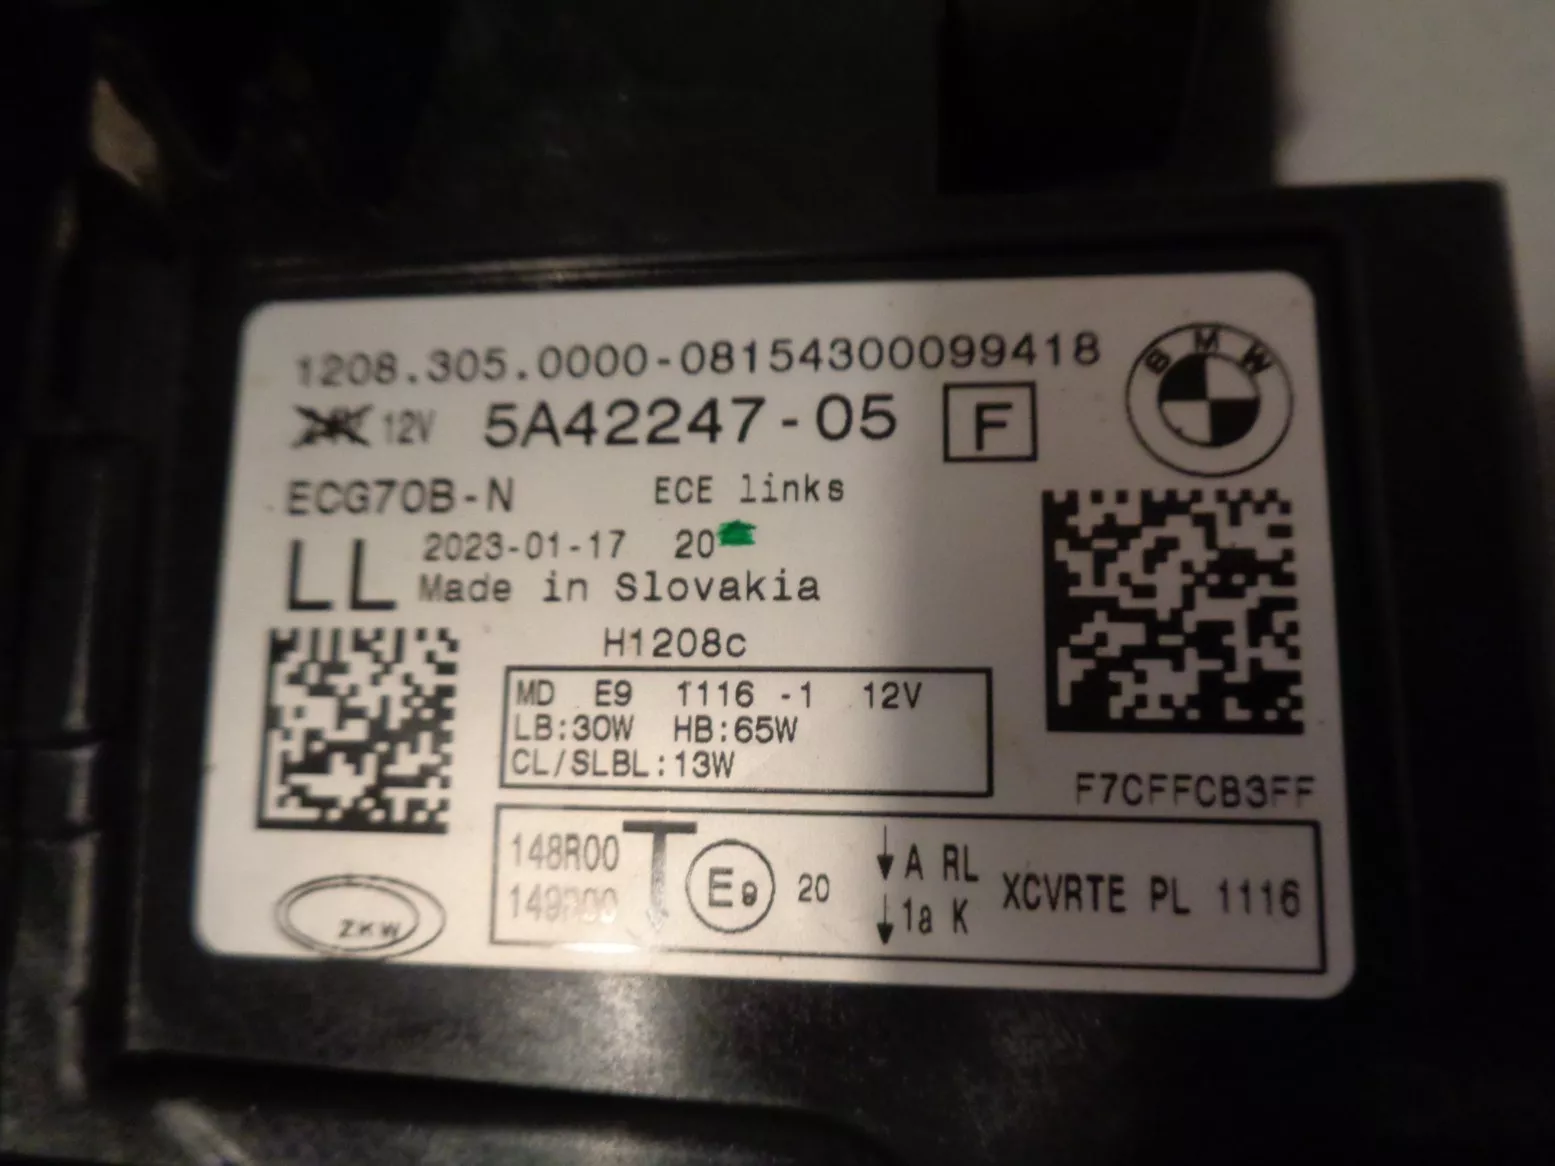 1208.305.0000-08154300099418
12V 5A42247-05 F
BMW
ECG70B-N ECE links
LL 2023-01-17 20
Made in Slovakia
H1208c
MD E9 1116 -1 12V
LB:30W HB:65W
CL/SLBL:13W
F7CFFCB3FF
148R00 T E9 20 ↓A RL XCVRTE PL 1116
149R00 ↓1a K
ZKW